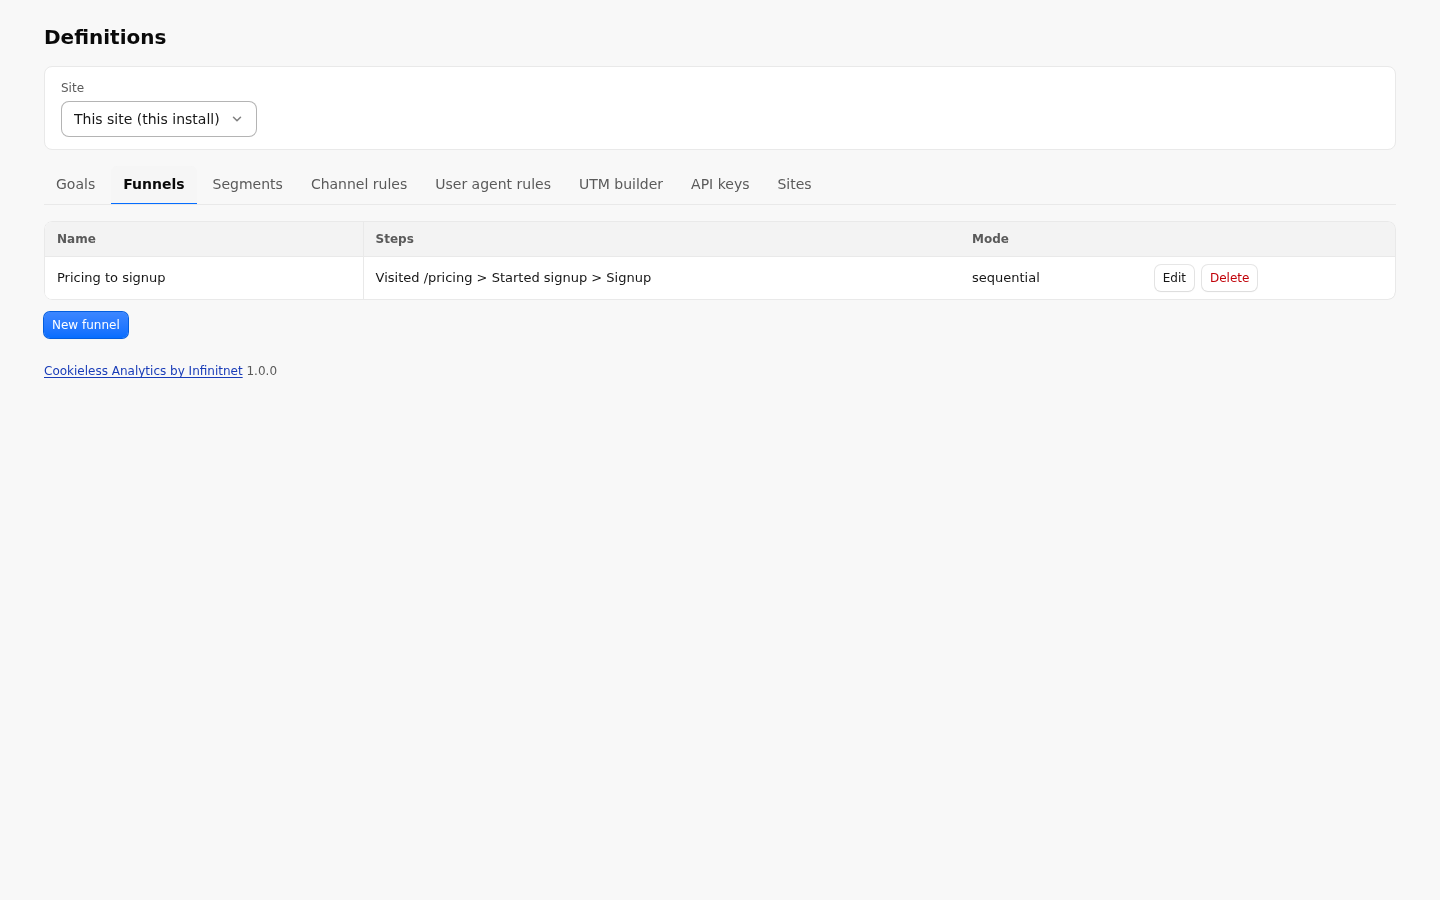 Definitions
Site
This site (this install)
Goals Funnels Segments Channel rules User agent rules UTM builder API keys Sites
Name Steps Mode
Pricing to signup Visited /pricing > Started signup > Signup sequential Edit Delete
New funnel
Cookieless Analytics by Infinitnet 1.0.0